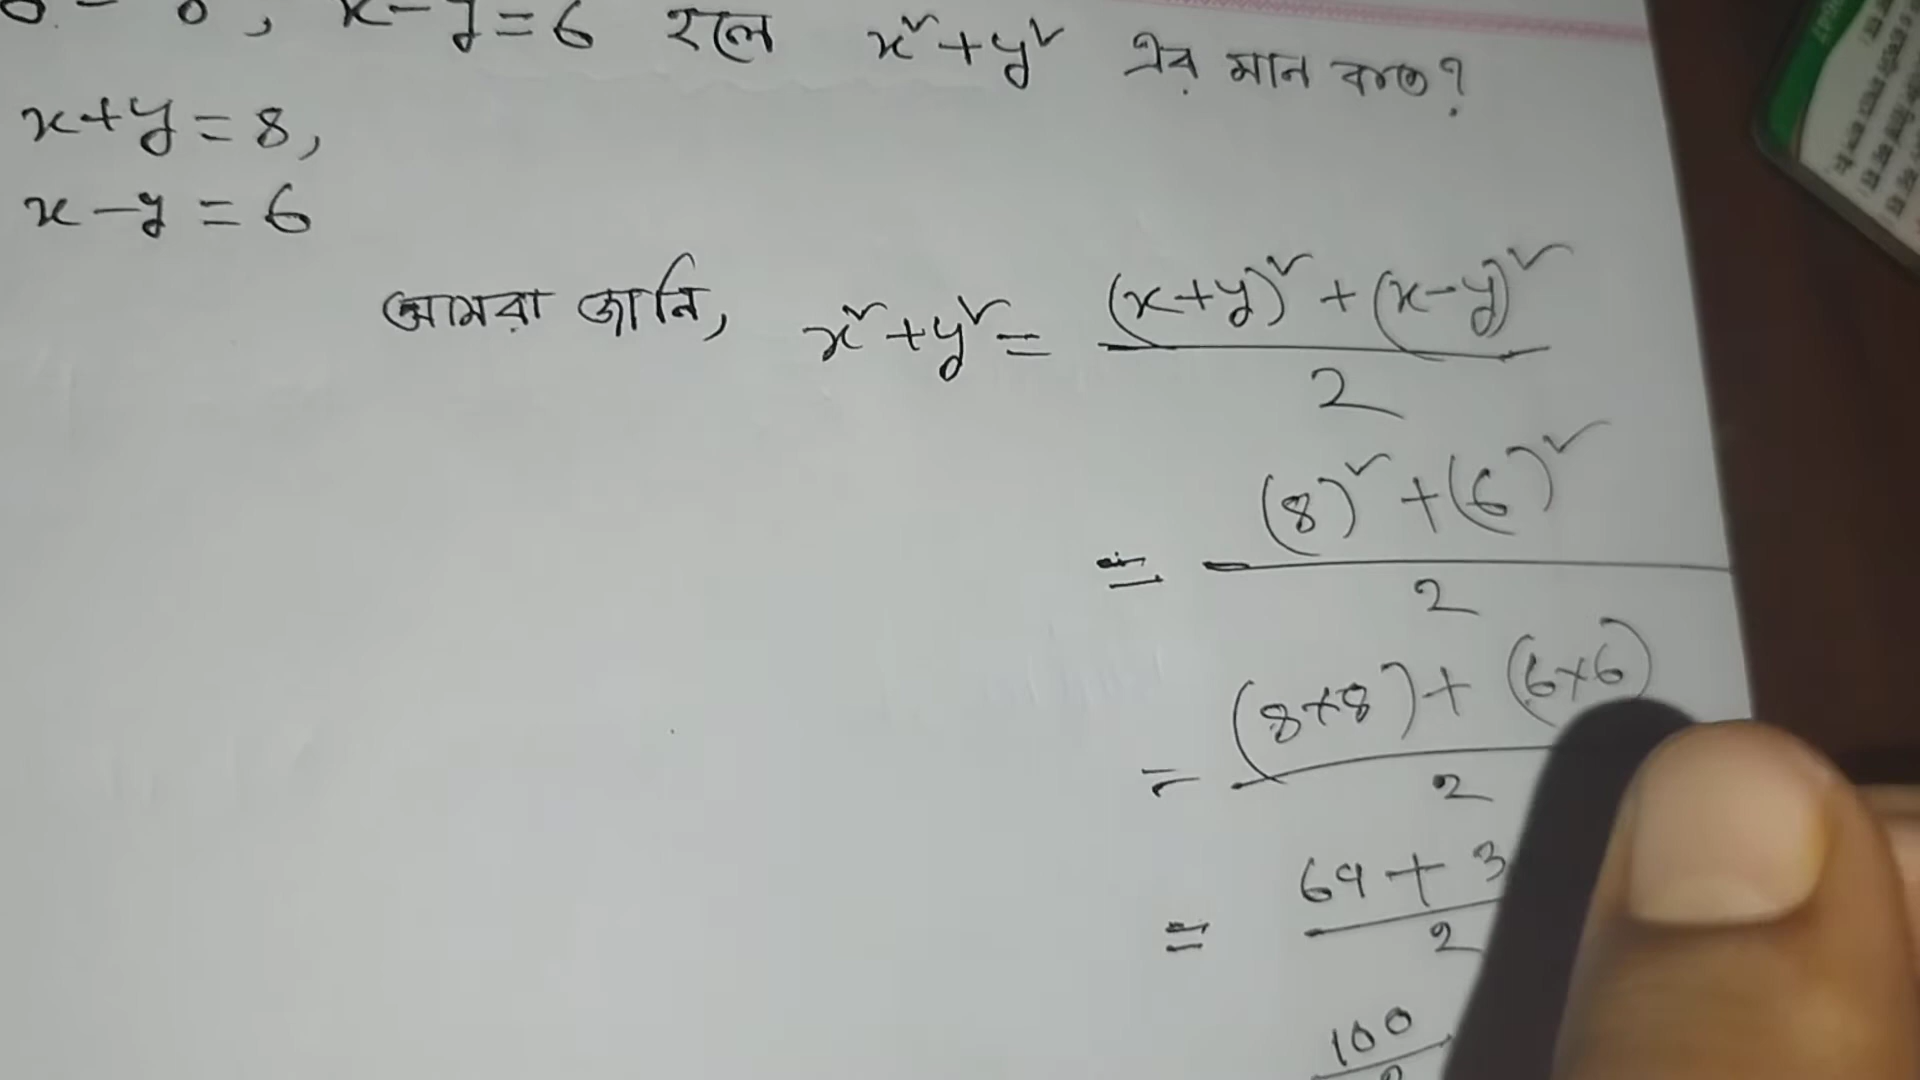 x-y=6 হলে x²+y² এর মান কত?
x+y=8,
x-y=6
আমরা জানি, x²+y²= (x+y)²+(x-y)²
2
= (8)²+(6)²
2
= (8×8)+(6×6)
2
= 64+3
2
100